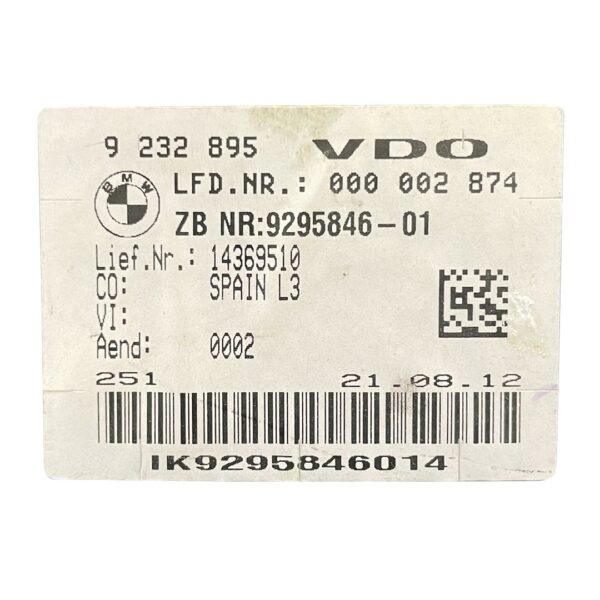 9 232 895 VDO
BMW LFD.NR.: 000 002 874
ZB NR:9295846-01
Lief.Nr.: 14369510
CO: SPAIN L3
VI:
Aend: 0002
251 21.08.12
IK9295846014